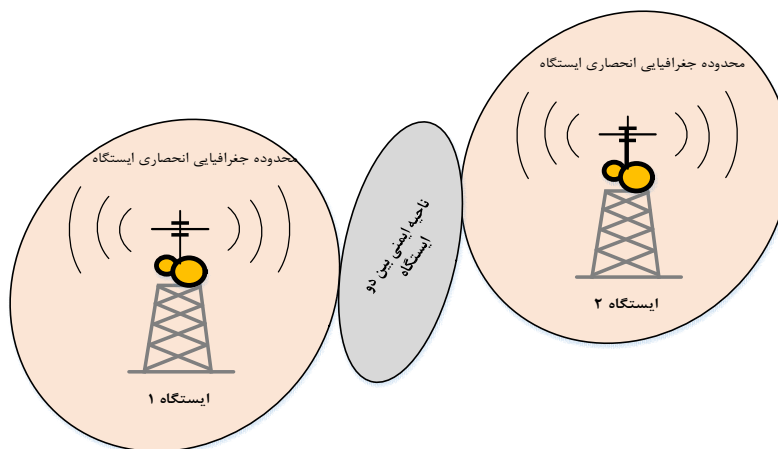 محدوده جغرافیایی انحصاری ایستگاه
محدوده جغرافیایی انحصاری ایستگاه
ناحیه ایمنی بین دو
ایستگاه
ایستگاه ۲
ایستگاه ۱